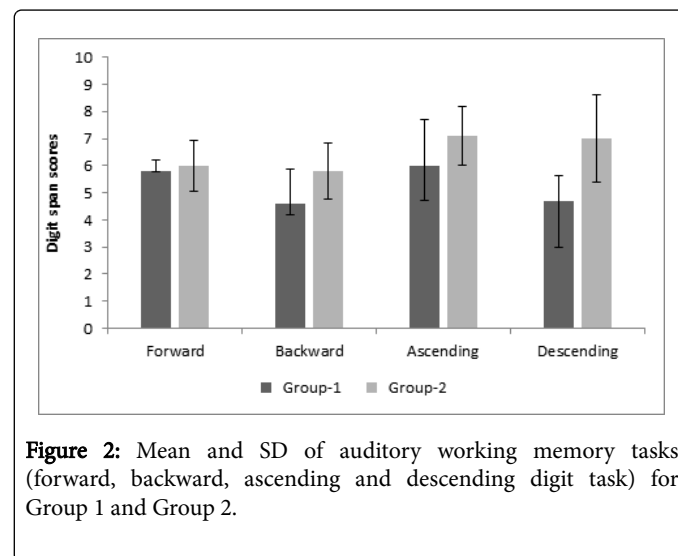 10
9
8
7
6
5
4
3
2
1
0
Digit span scores
Forward Backward Ascending Descending
Group-1 Group-2
Figure 2: Mean and SD of auditory working memory tasks
(forward, backward, ascending and descending digit task) for
Group 1 and Group 2.